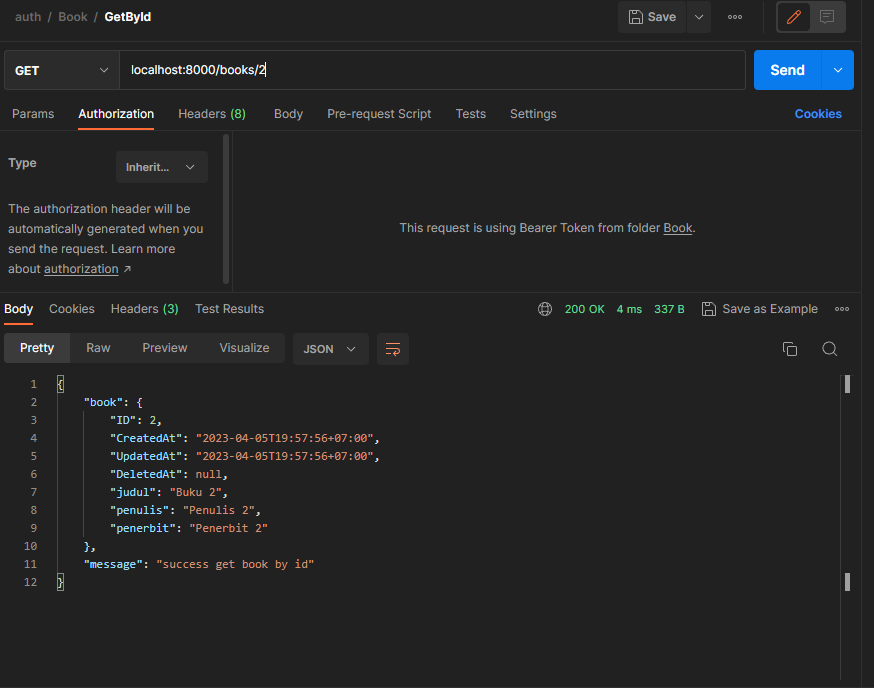 auth / Book / GetById
Save
GET
localhost:8000/books/2
Send
Params Authorization Headers (8) Body Pre-request Script Tests Settings Cookies
Type
Inherit...
The authorization header will be
automatically generated when you
send the request. Learn more
about authorization ↗
This request is using Bearer Token from folder Book.
Body Cookies Headers (3) Test Results 200 OK 4 ms 337 B Save as Example
Pretty Raw Preview Visualize JSON
1 {
2 "book": {
3 "ID": 2,
4 "CreatedAt": "2023-04-05T19:57:56+07:00",
5 "UpdatedAt": "2023-04-05T19:57:56+07:00",
6 "DeletedAt": null,
7 "judul": "Buku 2",
8 "penulis": "Penulis 2",
9 "penerbit": "Penerbit 2"
10 },
11 "message": "success get book by id"
12 }